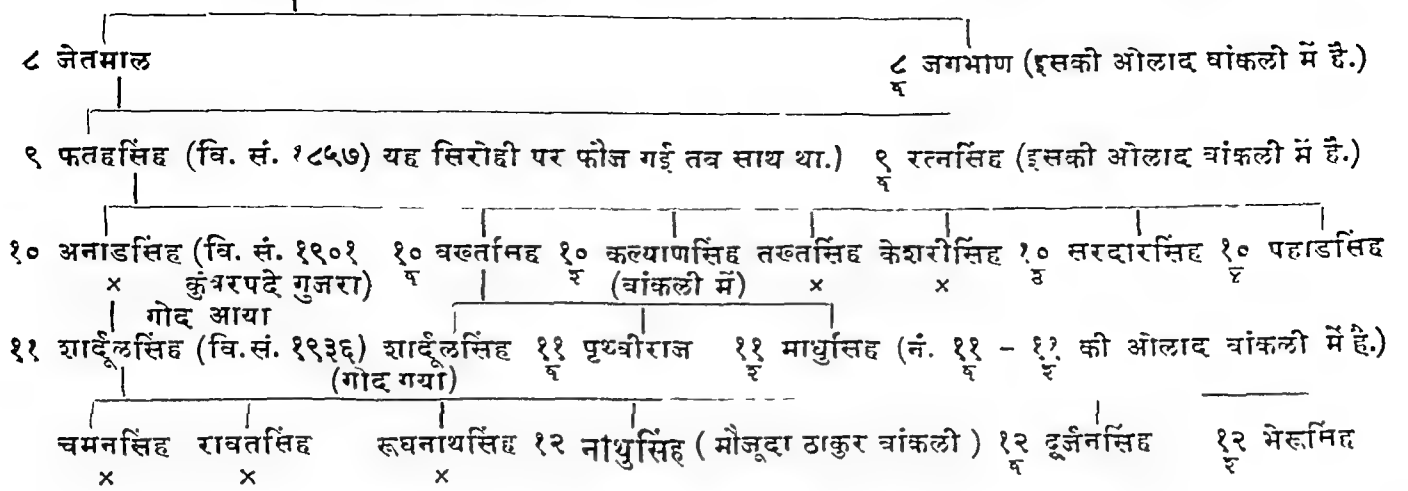 ८ जेतमाल ८ जगभाण (इसकी ओलाद वांकली में है.)
९ फतहसिंह (वि. सं. १८५७) यह सिरोही पर फौज गई तब साथ था.) ९ रत्नसिंह (इसकी ओलाद वांकली में है.)
१० अनाडसिंह (वि. सं. १९०१ १० वख्तसिंह १० कल्याणसिंह तख्तसिंह केशरीसिंह १० सरदारसिंह १० पहाडसिंह
× कुंवरपदे गुजरा) (वांकली में) × ×
गोद आया
११ शार्दूलसिंह (वि.सं. १९३६) शार्दूलसिंह ११ पृथ्वीराज ११ माधुसिंह (नं. ११ - ११ की ओलाद वांकली में है.)
(गोद गया)
चमनसिंह रावतसिंह रूघनाथसिंह १२ नाथुसिंह (मौजूदा ठाकुर वांकली) १२ दूर्जनसिंह १२ भेरूसिंह
× × ×